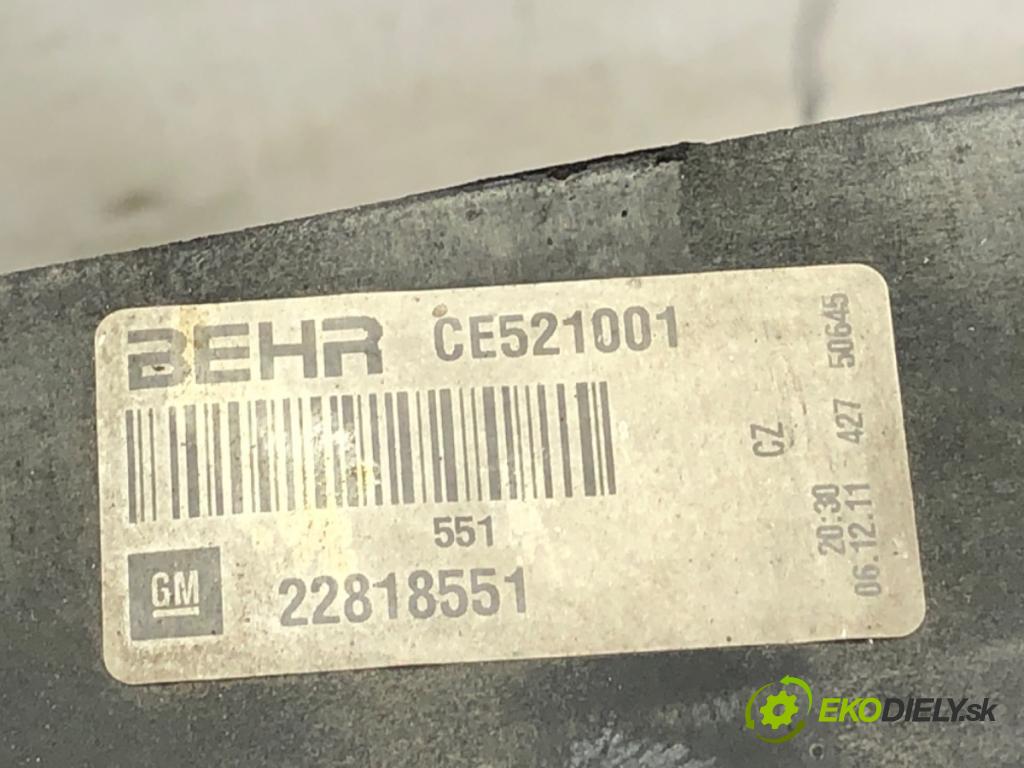 BEHR CE521001
551
GM 22818551
CZ
20:30
06.12.11 427 50645
EKODIELY.sk